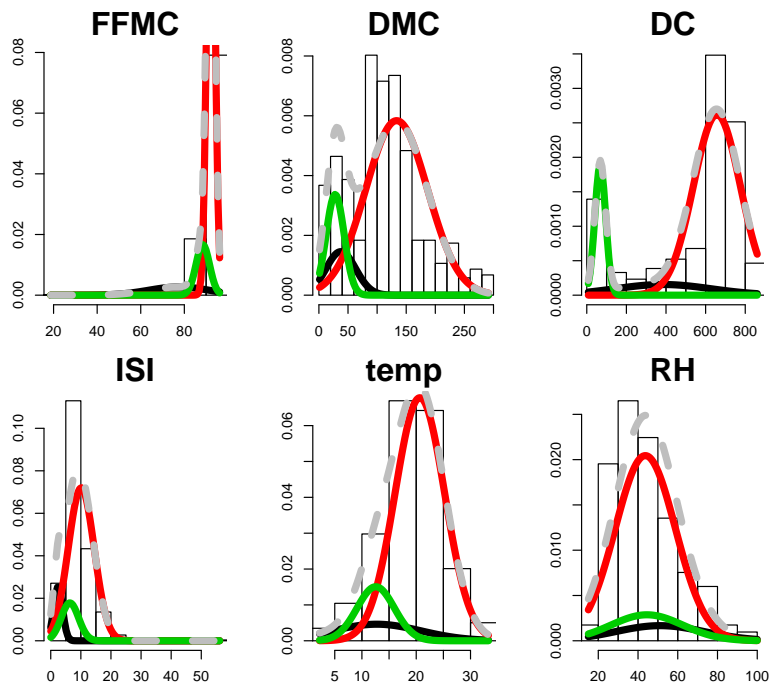 FFMC
0.00 0.02 0.04 0.06 0.08
20 40 60 80
DMC
0.000 0.002 0.004 0.006 0.008
0 50 150 250
DC
0.0000 0.0010 0.0020 0.0030
0 200 400 600 800
ISI
0.00 0.02 0.04 0.06 0.08 0.10
0 10 20 30 40 50
temp
0.00 0.02 0.04 0.06
5 10 20 30
RH
0.000 0.010 0.020
20 40 60 80 100